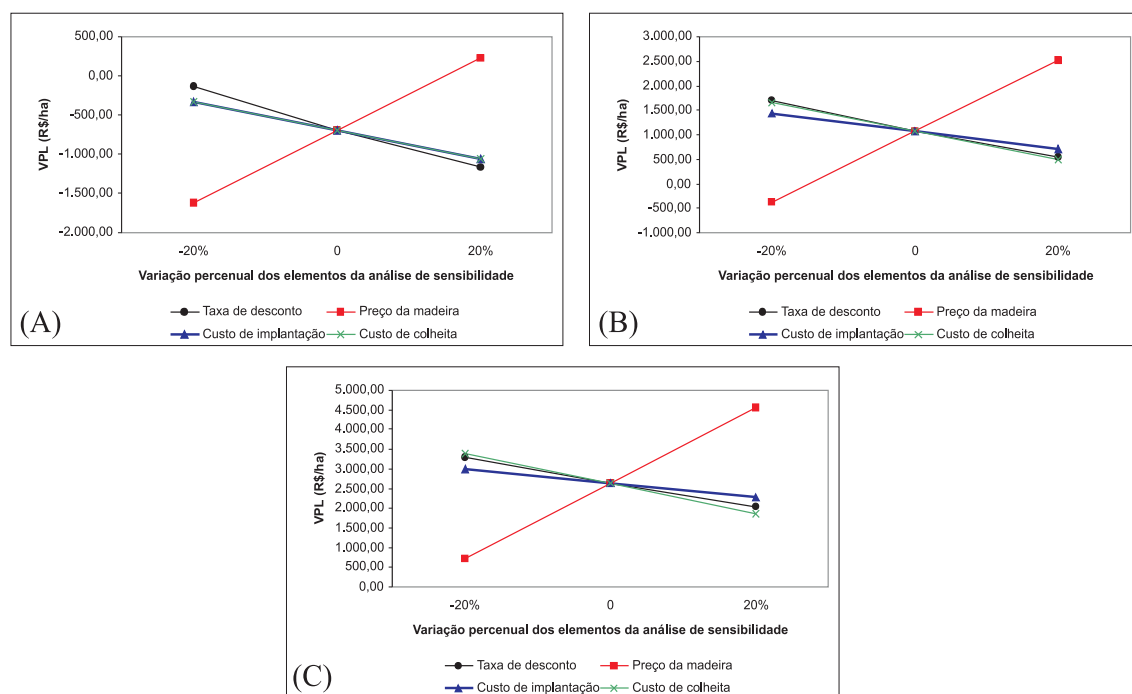 500,00
0,00
-500,00
-1.000,00
-1.500,00
-2.000,00
VPL (R$/ha)
-20%
0
20%
Variação percenual dos elementos da análise de sensibilidade
Taxa de desconto
Preço da madeira
Custo de implantação
Custo de colheita
(A)
3.000,00
2.500,00
2.000,00
1.500,00
1.000,00
500,00
0,00
-500,00
-1.000,00
VPL (R$/ha)
-20%
0
20%
Variação percenual dos elementos da análise de sensibilidade
Taxa de desconto
Preço da madeira
Custo de implantação
Custo de colheita
(B)
5.000,00
4.500,00
4.000,00
3.500,00
3.000,00
2.500,00
2.000,00
1.500,00
1.000,00
500,00
0,00
VPL (R$/ha)
-20%
0
20%
Variação percenual dos elementos da análise de sensibilidade
Taxa de desconto
Preço da madeira
Custo de implantação
Custo de colheita
(C)